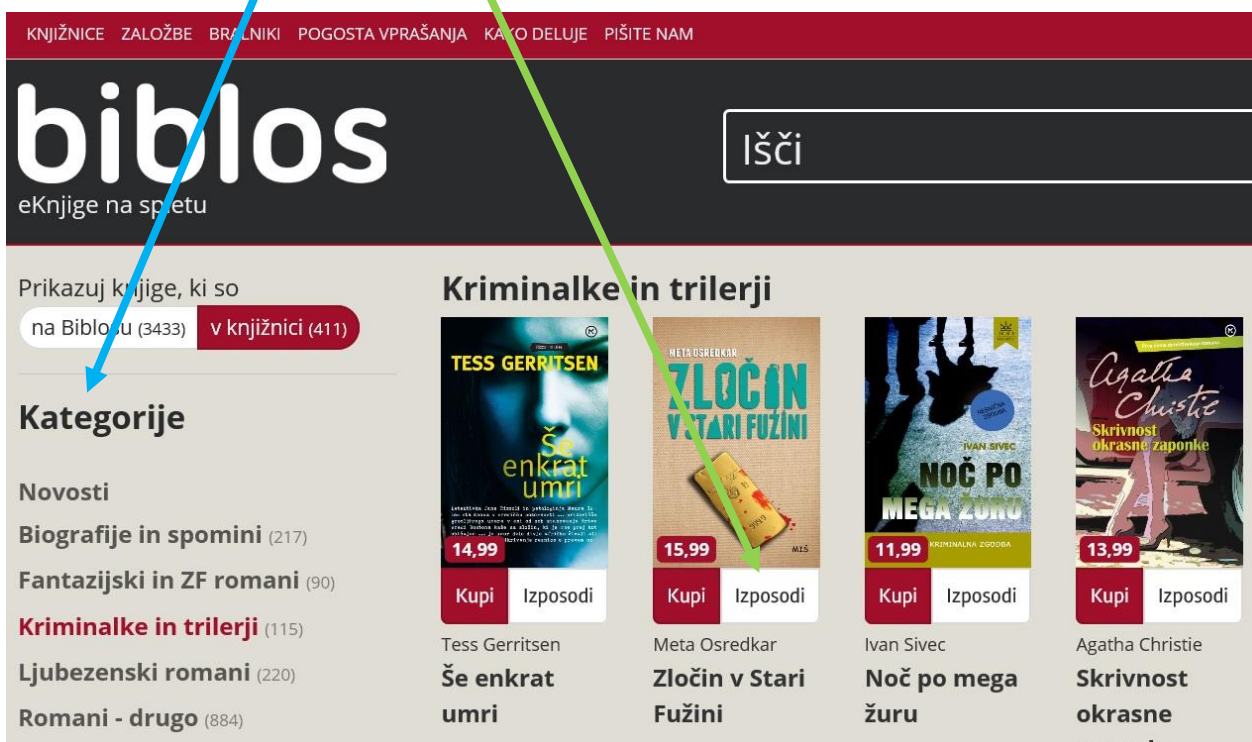 KNJIŽNICE ZALOŽBE BRALNIKI POGOSTA VPRAŠANJA KAKO DELUJE PIŠITE NAM
biblos
eKnjige na spletu
Išči
Prikazuj knjige, ki so
na Biblosu (3433) v knjižnici (411)
Kategorije
Novosti
Biografije in spomini (217)
Fantazijski in ZF romani (90)
Kriminalke in trilerji (115)
Ljubezenski romani (220)
Romani - drugo (884)
Kriminalke in trilerji
TESS GERRITSEN
Še
enkrat
umri
14,99
Kupi Izposodi
Tess Gerritsen
Še enkrat
umri
META OSREDKAR
ZLOČIN
V STARI FUŽINI
999,9
MIŠ
15,99
Kupi Izposodi
Meta Osredkar
Zločin v Stari
Fužini
IVAN SIVEC
NOČ PO
MEGA ŽURU
KRIMINALNA ZGODBA
11,99
Kupi Izposodi
Ivan Sivec
Noč po mega
žuru
Agatha
Christie
Skrivnost
okrasne zaponke
13,99
Kupi Izposodi
Agatha Christie
Skrivnost
okrasne